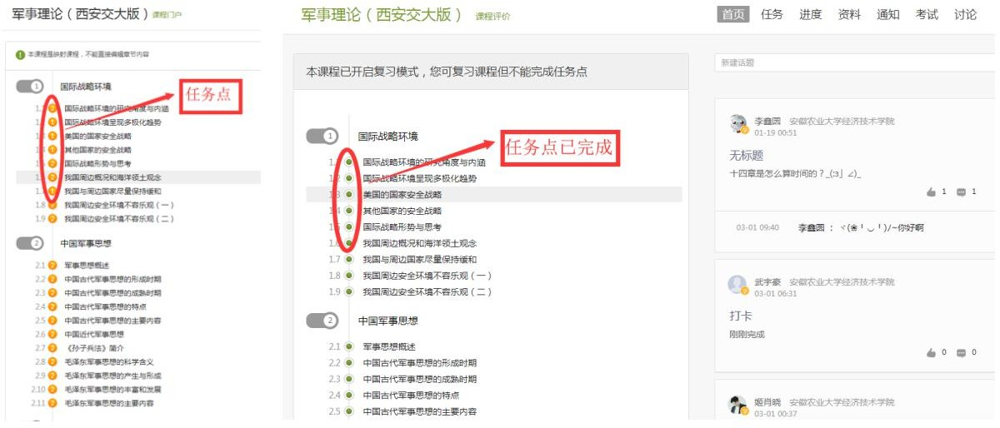 军事理论（西安交大版） 课程门户
本课程是映射课程，不能直接编辑章节内容
1 国际战略环境
任务点
国际战略环境的研究角度与内涵
国际战略环境呈现多极化趋势
美国的国家安全战略
其他国家的安全战略
国际战略形势与思考
我国周边概况和海洋领土观念
我国与周边国家尽量保持缓和
1.8 2 我国周边安全环境不容乐观（一）
1.9 2 我国周边安全环境不容乐观（二）
2 中国军事思想
2.1 2 军事思想概述
2.2 2 中国古代军事思想的形成时期
2.3 2 中国古代军事思想的成熟时期
2.4 2 中国古代军事思想的特点
2.5 2 中国古代军事思想的主要内容
2.6 2 中国近代军事思想
2.7 2 《孙子兵法》简介
2.8 2 毛泽东军事思想的科学含义
2.9 2 毛泽东军事思想的产生与形成
2.10 2 毛泽东军事思想的丰富和发展
2.11 2 毛泽东军事思想的主要内容
军事理论（西安交大版） 课程评价
首页 任务 进度 资料 通知 考试 讨论
本课程已开启复习模式，您可复习课程但不能完成任务点
1 国际战略环境
任务点已完成
国际战略环境的研究角度与内涵
国际战略环境呈现多极化趋势
美国的国家安全战略
其他国家的安全战略
国际战略形势与思考
我国周边概况和海洋领土观念
1.7 我国与周边国家尽量保持缓和
1.8 我国周边安全环境不容乐观（一）
1.9 我国周边安全环境不容乐观（二）
2 中国军事思想
2.1 军事思想概述
2.2 中国古代军事思想的形成时期
2.3 中国古代军事思想的成熟时期
2.4 中国古代军事思想的特点
2.5 中国古代军事思想的主要内容
新建话题
李鑫圆 安徽农业大学经济技术学院
01-19 00:51
无标题
十四章是怎么算时间的？_(:з」∠)_
1 1
03-01 09:40 李鑫圆 ： ヾ(❀╹◡╹)ﾉ~你好啊
武宇豪 安徽农业大学经济技术学院
03-01 06:31
打卡
刚刚完成
0 0
姬肖晓 安徽农业大学经济技术学院
03-01 00:37